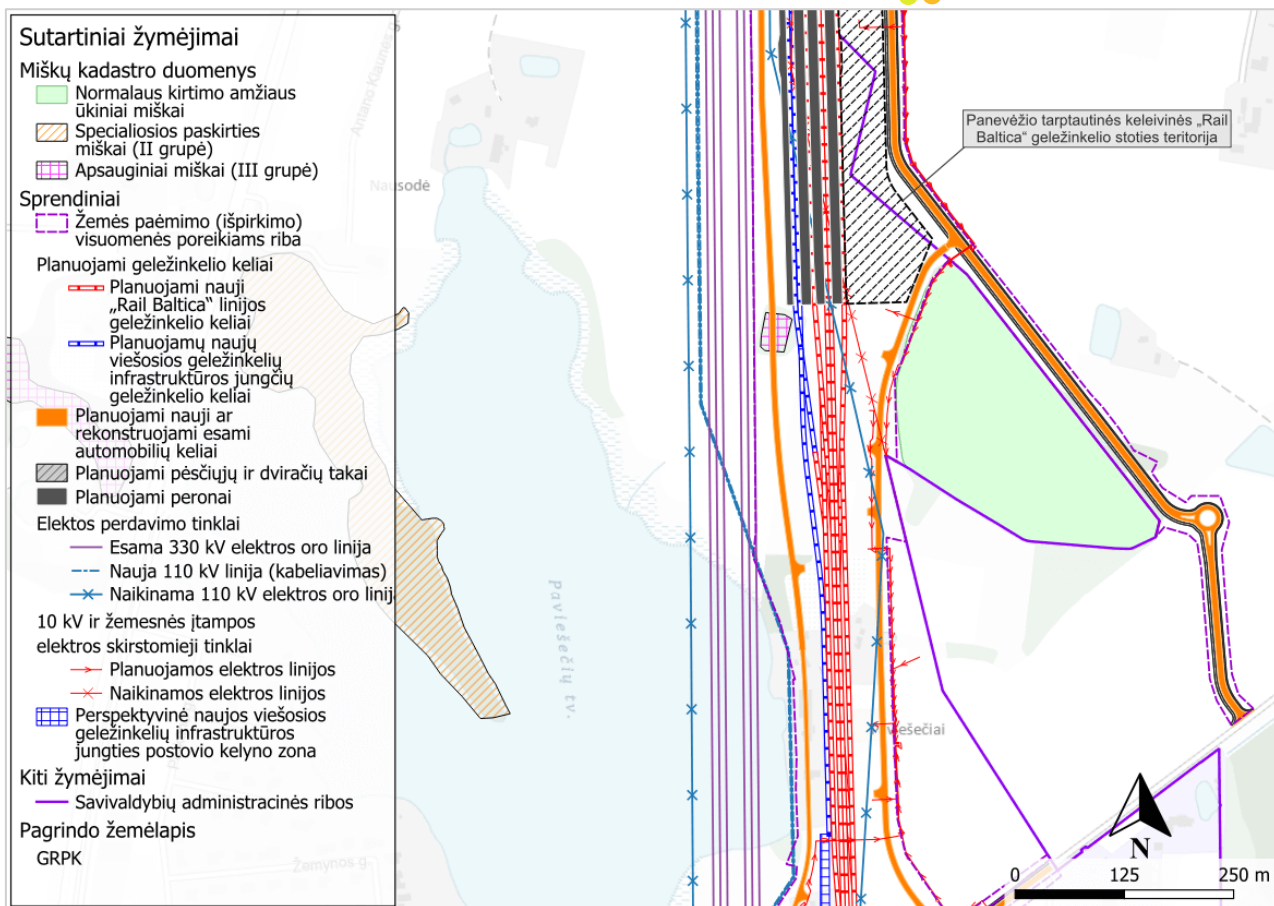 Sutartiniai žymėjimai
Miškų kadastro duomenys
Normalaus kirtimo amžiaus
ūkiniai miškai
Specialiosios paskirties
miškai (II grupė)
Apsauginiai miškai (III grupė)
Sprendiniai
Žemės paėmimo (išpirkimo)
visuomenės poreikiams riba
Planuojami geležinkelio keliai
Planuojami nauji
„Rail Baltica“ linijos
geležinkelio keliai
Planuojamų naujų
viešosios geležinkelių
infrastruktūros jungčių
geležinkelio keliai
Planuojami nauji ar
rekonstruojami esami
automobilių keliai
Planuojami pėsčiųjų ir dviračių takai
Planuojami peronai
Elektos perdavimo tinklai
Esama 330 kV elektros oro linija
Nauja 110 kV linija (kabeliavimas)
Naikinama 110 kV elektros oro linij
10 kV ir žemesnės įtampos
elektros skirstomieji tinklai
Planuojamos elektros linijos
Naikinamos elektros linijos
Perspektyvinė naujos viešosios
geležinkelių infrastruktūros
jungties postovio kelyno zona
Kiti žymėjimai
Savivaldybių administracinės ribos
Pagrindo žemėlapis
GRPK
Antano Kiaunės g.
Nausodė
Žemynos g.
Paviešečių tv.
Panevėžio tarptautinės keleivinės „Rail
Baltica“ geležinkelio stoties teritorija
iešečiai
N
0 125 250 m